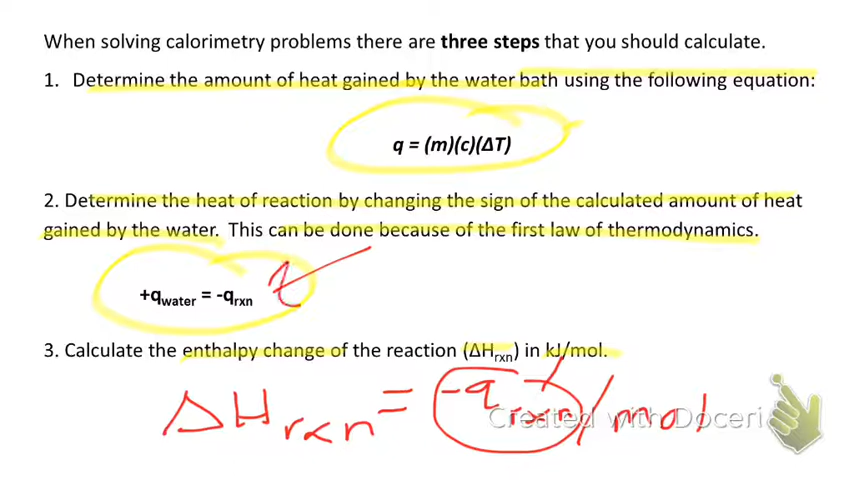 When solving calorimetry problems there are three steps that you should calculate.
1. Determine the amount of heat gained by the water bath using the following equation:
q = (m)(c)(ΔT)
2. Determine the heat of reaction by changing the sign of the calculated amount of heat
gained by the water. This can be done because of the first law of thermodynamics.
+qwater = -qrxn
3. Calculate the enthalpy change of the reaction (ΔHrxn) in kJ/mol.
ΔHrxn = -qrxn/mol
Created with Doceri